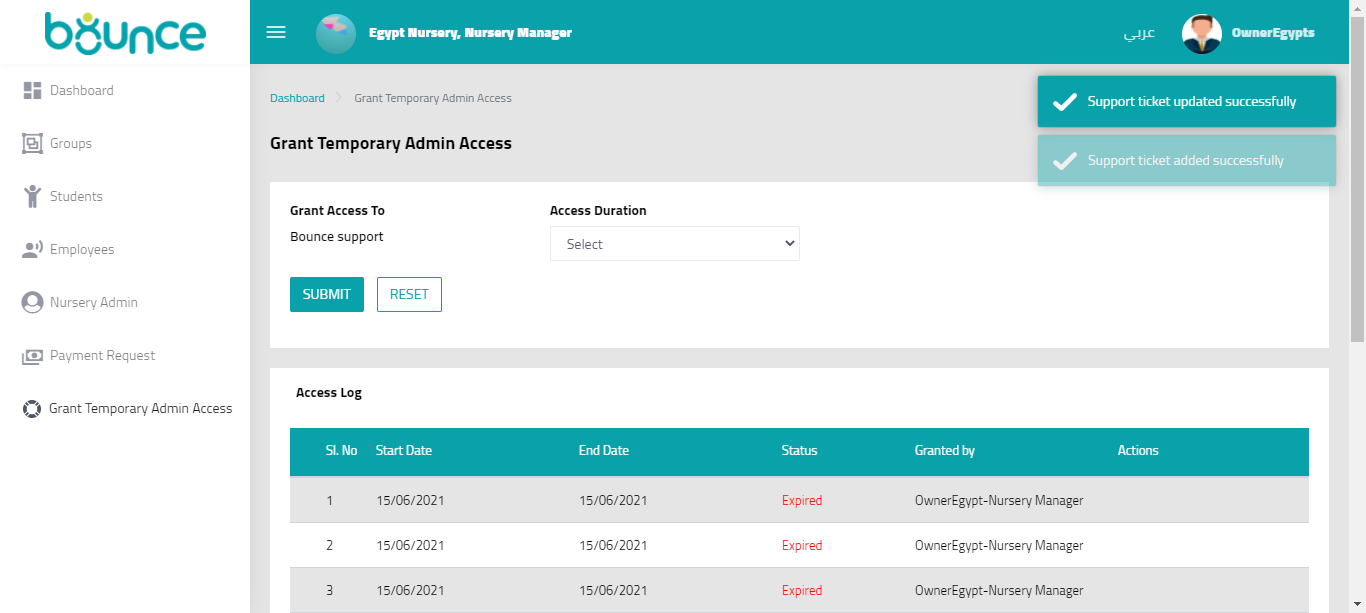 bounce
Egypt Nursery, Nursery Manager
عربي
OwnerEgypts
Dashboard
Groups
Students
Employees
Nursery Admin
Payment Request
Grant Temporary Admin Access
Dashboard
Grant Temporary Admin Access
Support ticket updated successfully
Support ticket added successfully
Grant Temporary Admin Access
Grant Access To
Bounce support
Access Duration
Select
SUBMIT
RESET
Access Log
Sl. No Start Date End Date Status Granted by Actions
1 15/06/2021 15/06/2021 Expired OwnerEgypt-Nursery Manager
2 15/06/2021 15/06/2021 Expired OwnerEgypt-Nursery Manager
3 15/06/2021 15/06/2021 Expired OwnerEgypt-Nursery Manager